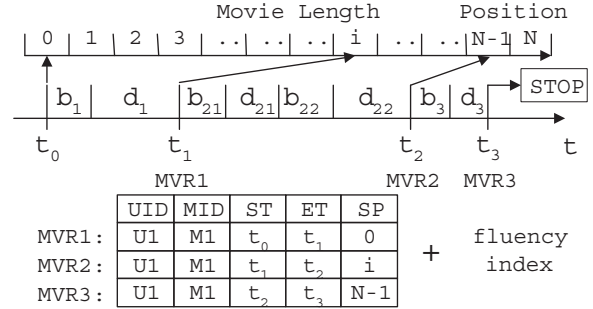 Movie Length Position
0 1 2 3 .. .. .. i .. .. N-1 N
b1 d1 b21 d21 b22 d22 b3 d3 STOP
t0 t1 t2 t3 t
MVR1 MVR2 MVR3
UID MID ST ET SP
MVR1: U1 M1 t0 t1 0
MVR2: U1 M1 t1 t2 i
MVR3: U1 M1 t2 t3 N-1
+ fluency
index